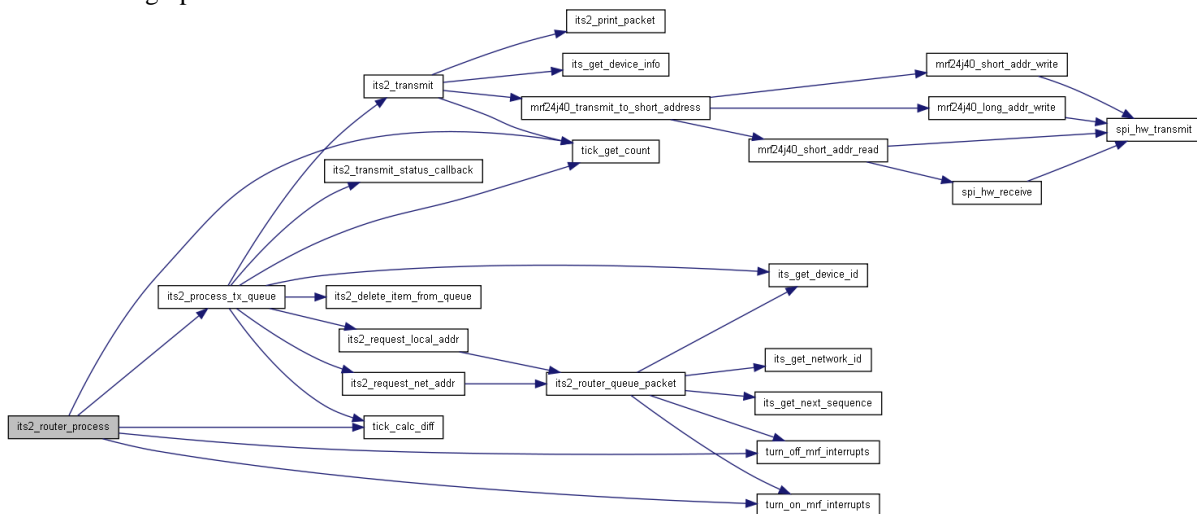 its2_print_packet
its_get_device_info
mrf24j40_short_addr_write
its2_transmit
mrf24j40_transmit_to_short_address
mrf24j40_long_addr_write
spi_hw_transmit
tick_get_count
mrf24j40_short_addr_read
its2_transmit_status_callback
spi_hw_receive
its_get_device_id
its2_process_tx_queue
its2_delete_item_from_queue
its2_request_local_addr
its_get_network_id
its2_request_net_addr
its2_router_queue_packet
its_get_next_sequence
its2_router_process
tick_calc_diff
turn_off_mrf_interrupts
turn_on_mrf_interrupts